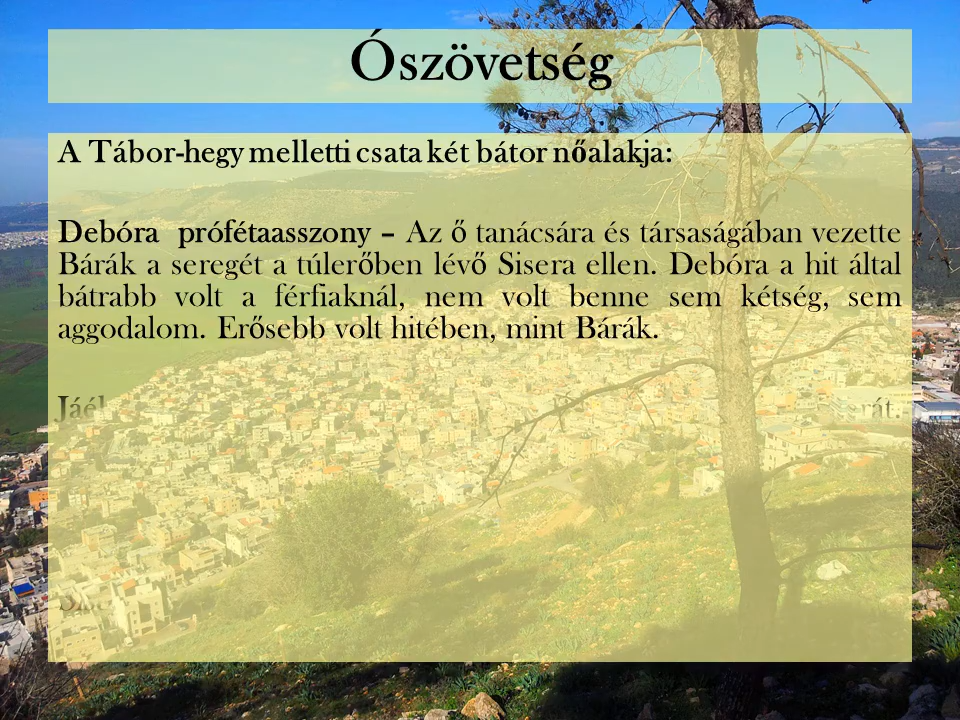 Ószövetség
A Tábor-hegy melletti csata két bátor nőalakja:
Debóra prófétaasszony – Az ő tanácsára és társaságában vezette
Bárák a seregét a túlerőben lévő Sisera ellen. Debóra a hit által
bátrabb volt a férfiaknál, nem volt benne sem kétség, sem
aggodalom. Erősebb volt hitében, mint Bárák.
Jáél